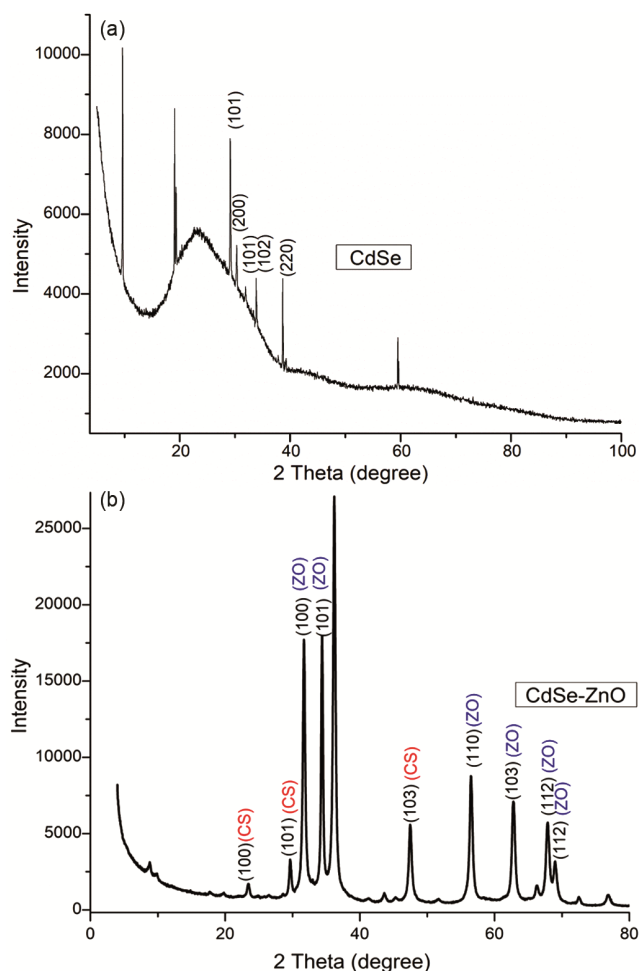 (a)
10000
8000
6000
4000
2000
Intensity
(101)
(200)
(101)
(102)
(220)
CdSe
20 40 60 80 100
2 Theta (degree)
(b)
25000
20000
15000
10000
5000
0
Intensity
(100)(CS)
(101) (CS)
(100) (ZO)
(101) (ZO)
(103) (CS)
(110) (ZO)
(103) (ZO)
(112) (ZO)
(112) (ZO)
CdSe-ZnO
0 20 40 60 80
2 Theta (degree)